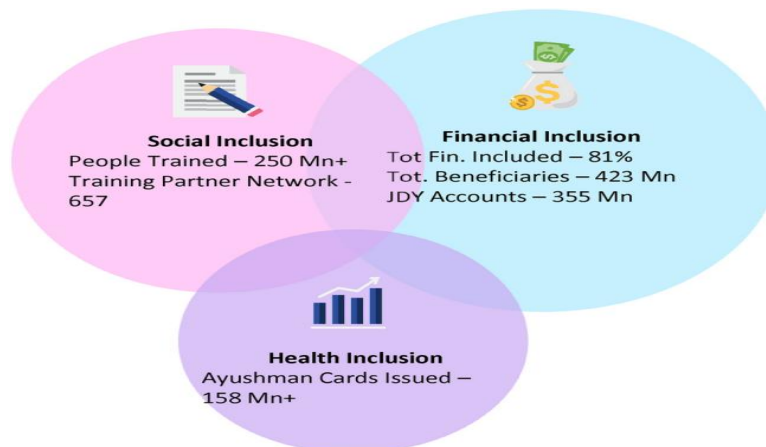 Social Inclusion
People Trained – 250 Mn+
Training Partner Network -
657
Financial Inclusion
Tot Fin. Included – 81%
Tot. Beneficiaries – 423 Mn
JDY Accounts – 355 Mn
Health Inclusion
Ayushman Cards Issued –
158 Mn+